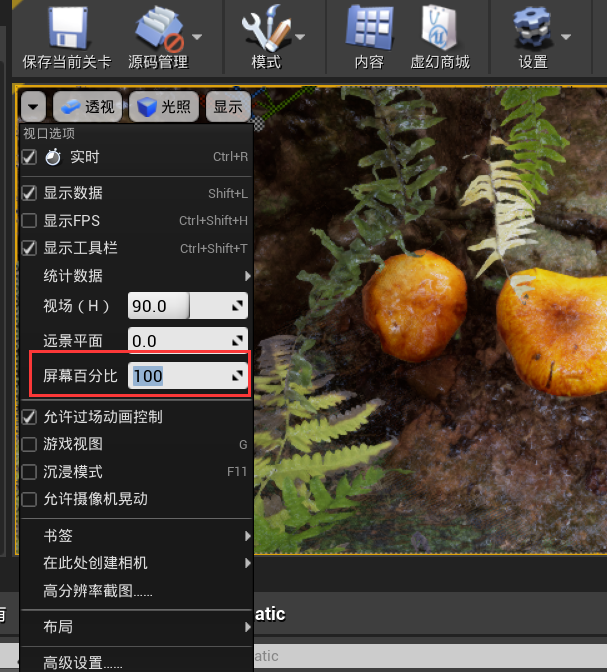 保存当前关卡 源码管理 模式 内容 虚幻商城 设置
透视 光照 显示
视口选项
实时 Ctrl+R
显示数据 Shift+L
显示FPS Ctrl+Shift+H
显示工具栏 Ctrl+Shift+T
统计数据
视场（H） 90.0
远景平面 0.0
屏幕百分比 100
允许过场动画控制
游戏视图 G
沉浸模式 F11
允许摄像机晃动
书签
在此处创建相机
高分辨率截图......
atic
布局
atic
高级设置......